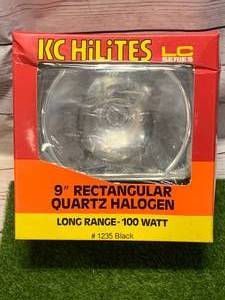 KC HiLiTES LC
SERIES
9" RECTANGULAR
QUARTZ HALOGEN
LONG RANGE - 100 WATT
# 1235 Black